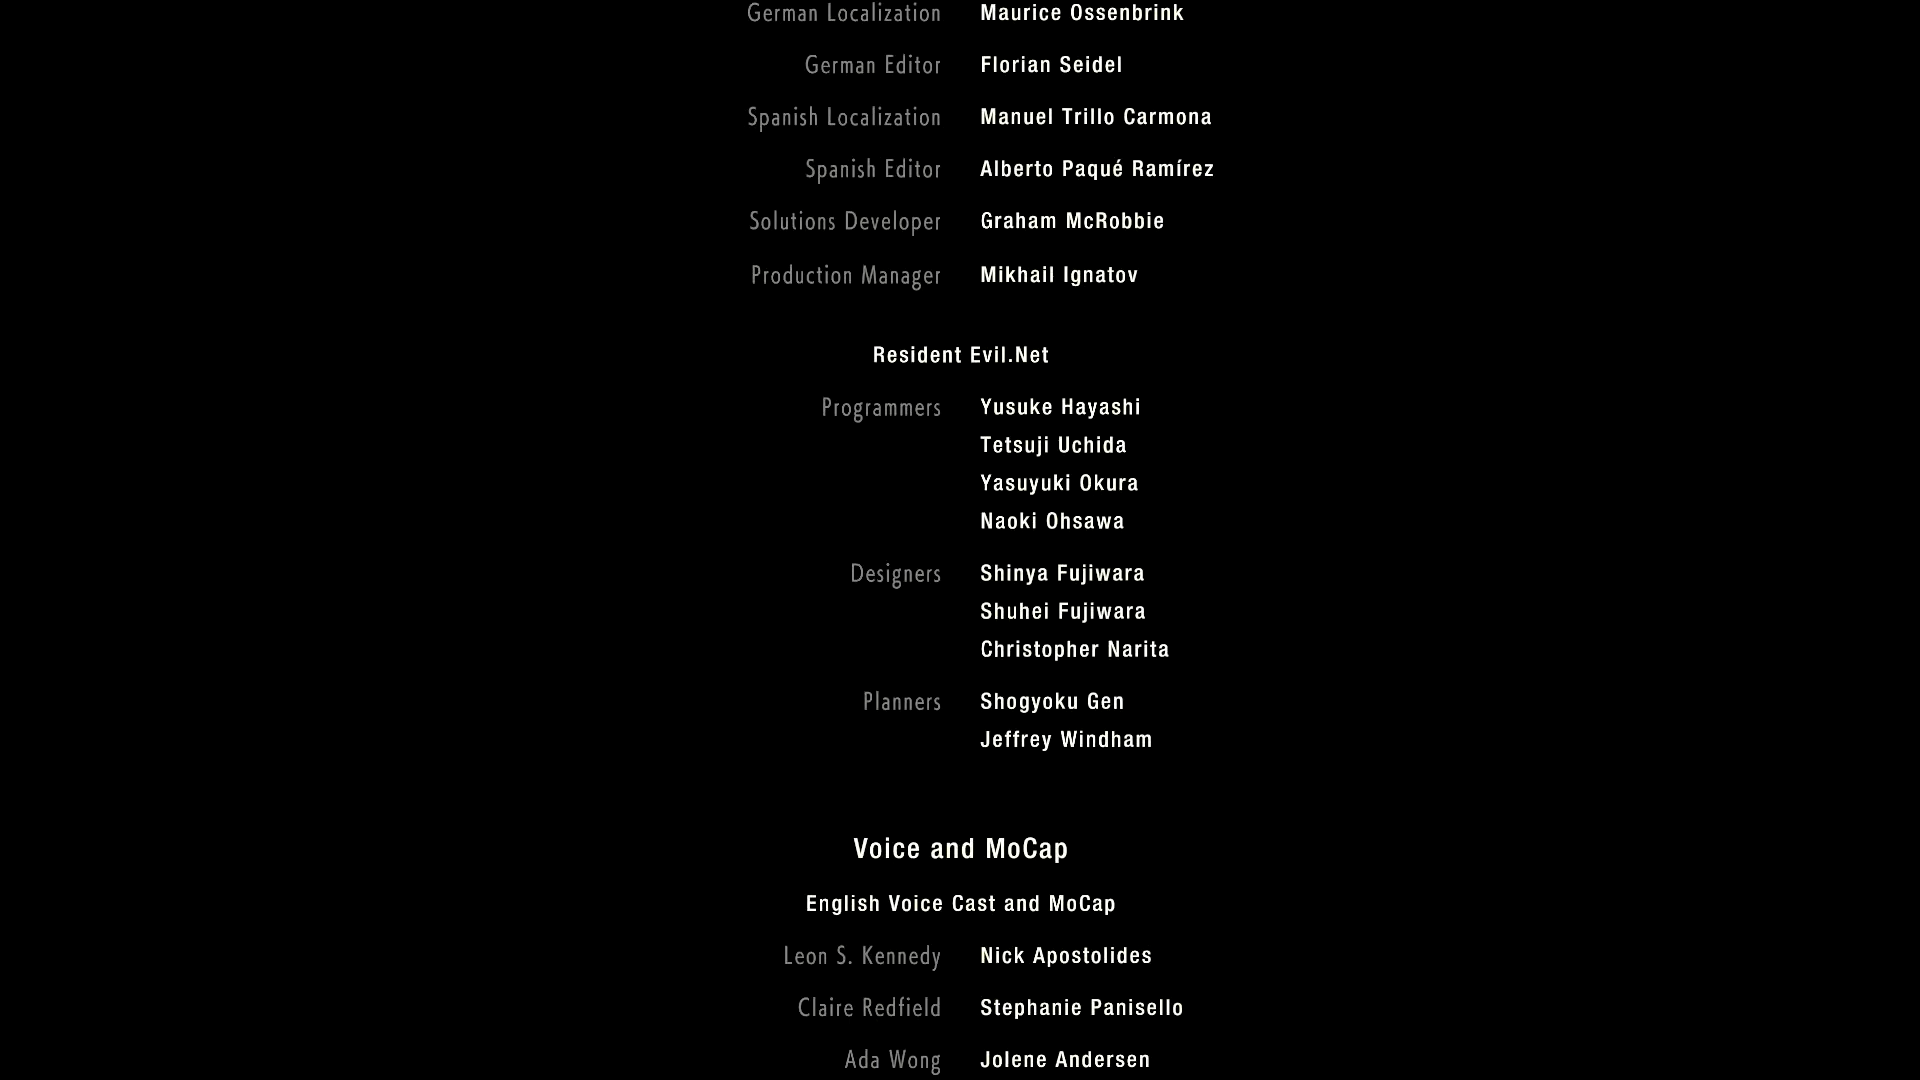 German Localization Maurice Ossenbrink
German Editor Florian Seidel
Spanish Localization Manuel Trillo Carmona
Spanish Editor Alberto Paqué Ramírez
Solutions Developer Graham McRobbie
Production Manager Mikhail Ignatov
Resident Evil.Net
Programmers Yusuke Hayashi
Tetsuji Uchida
Yasuyuki Okura
Naoki Ohsawa
Designers Shinya Fujiwara
Shuhei Fujiwara
Christopher Narita
Planners Shogyoku Gen
Jeffrey Windham
Voice and MoCap
English Voice Cast and MoCap
Leon S. Kennedy Nick Apostolides
Claire Redfield Stephanie Panisello
Ada Wong Jolene Andersen